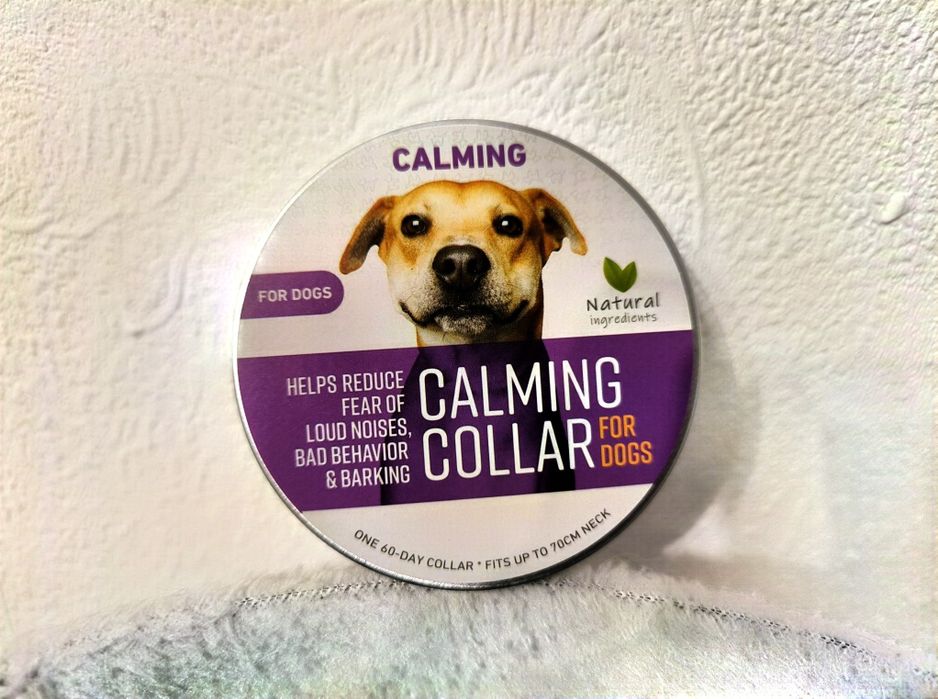 CALMING
FOR DOGS
Natural
ingredients
HELPS REDUCE
FEAR OF
LOUD NOISES,
BAD BEHAVIOR
& BARKING
CALMING
COLLAR
FOR
DOGS
ONE 60-DAY COLLAR * FITS UP TO 70CM NECK